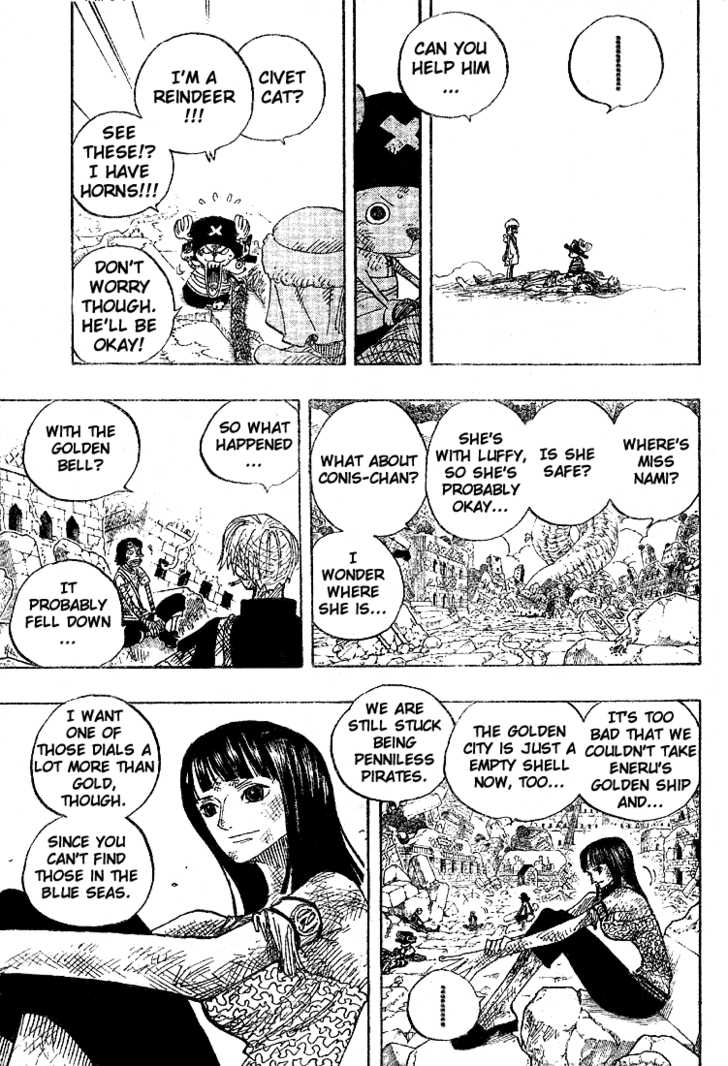 ............
CAN YOU
HELP HIM
...
CIVET
CAT?
I'M A
REINDEER
!!!
SEE
THESE!?
I HAVE
HORNS!!!
DON'T
WORRY
THOUGH.
HE'LL BE
OKAY!
WHERE'S
MISS
NAMI?
IS SHE
SAFE?
SHE'S
WITH LUFFY,
SO SHE'S
PROBABLY
OKAY...
WHAT ABOUT
CONIS-CHAN?
I
WONDER
WHERE
SHE IS...
SO WHAT
HAPPENED
...
WITH THE
GOLDEN
BELL?
IT
PROBABLY
FELL DOWN
...
IT'S TOO
BAD THAT WE
COULDN'T TAKE
ENERU'S
GOLDEN SHIP
AND...
THE GOLDEN
CITY IS JUST A
EMPTY SHELL
NOW, TOO...
WE ARE
STILL STUCK
BEING
PENNILESS
PIRATES.
............
I WANT
ONE OF
THOSE DIALS A
LOT MORE THAN
GOLD,
THOUGH.
SINCE YOU
CAN'T FIND
THOSE IN THE
BLUE SEAS.